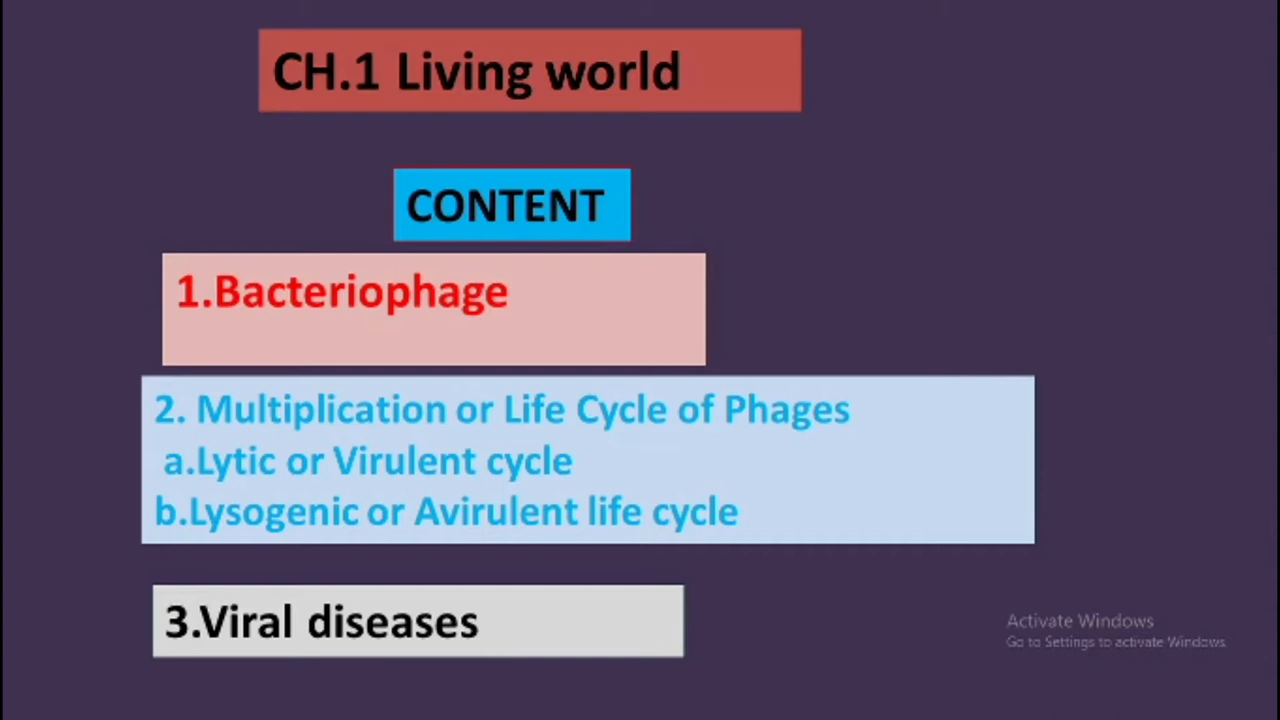 CH.1 Living world
CONTENT
1.Bacteriophage
2. Multiplication or Life Cycle of Phages
a.Lytic or Virulent cycle
b.Lysogenic or Avirulent life cycle
3.Viral diseases
Activate Windows
Go to Settings to activate Windows.